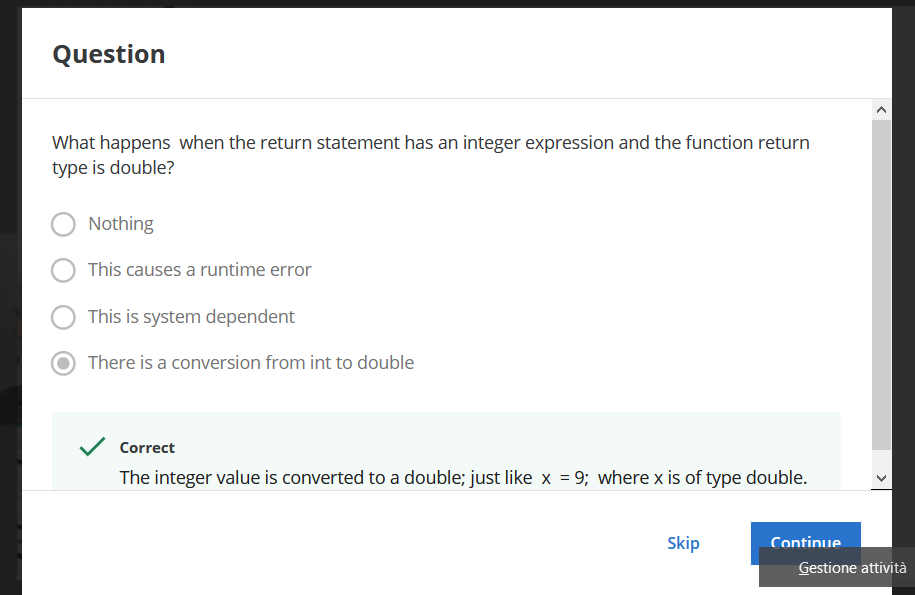 Question
What happens  when the return statement has an integer expression and the function return
type is double?
Nothing
This causes a runtime error
This is system dependent
There is a conversion from int to double
Correct
The integer value is converted to a double; just like  x  = 9;  where x is of type double.
Skip
Continue
Gestione attività